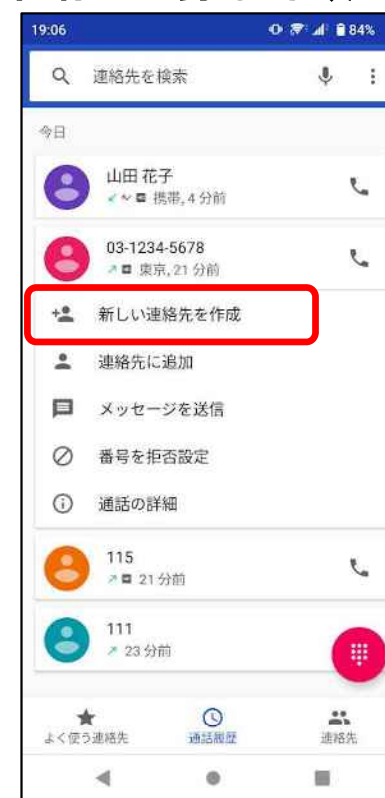 19:06 84%
連絡先を検索
今日
山田 花子
携帯, 4 分前
03-1234-5678
東京, 21 分前
新しい連絡先を作成
連絡先に追加
メッセージを送信
番号を拒否設定
通話の詳細
115
21 分前
111
23 分前
よく使う連絡先 通話履歴 連絡先